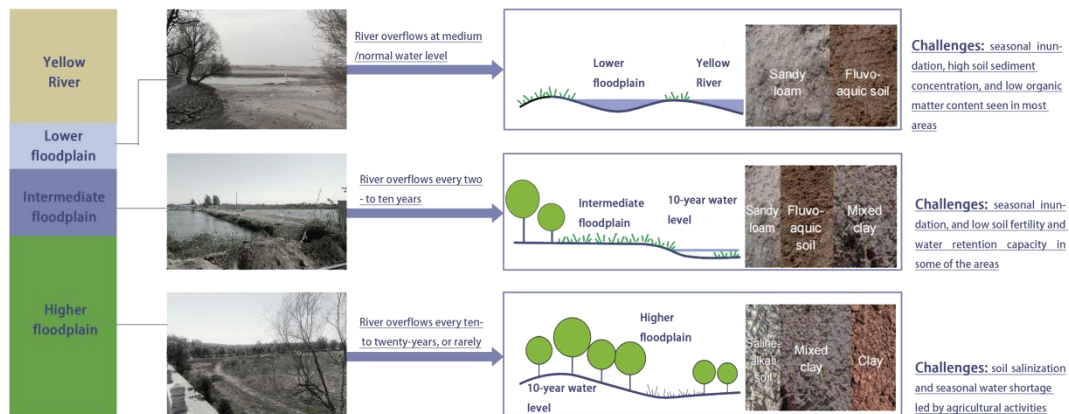 Yellow
River
Lower
floodplain
Intermediate
floodplain
Higher
floodplain
River overflows at medium
/normal water level
Lower
floodplain
Yellow
River
Sandy
loam
Fluvo-
aquic soil
Challenges: seasonal inun-
dation, high soil sediment
concentration, and low organic
matter content seen in most
areas
River overflows every two
- to ten years
Intermediate
floodplain
10-year water
level
Sandy
loam
Fluvo-
aquic
soil
Mixed
clay
Challenges: seasonal inun-
dation, and low soil fertility and
water retention capacity in
some of the areas
River overflows every ten-
to twenty-years, or rarely
Higher
floodplain
10-year water
level
Saline-
alkali
soil
Mixed
clay
Clay
Challenges: soil salinization
and seasonal water shortage
led by agricultural activities